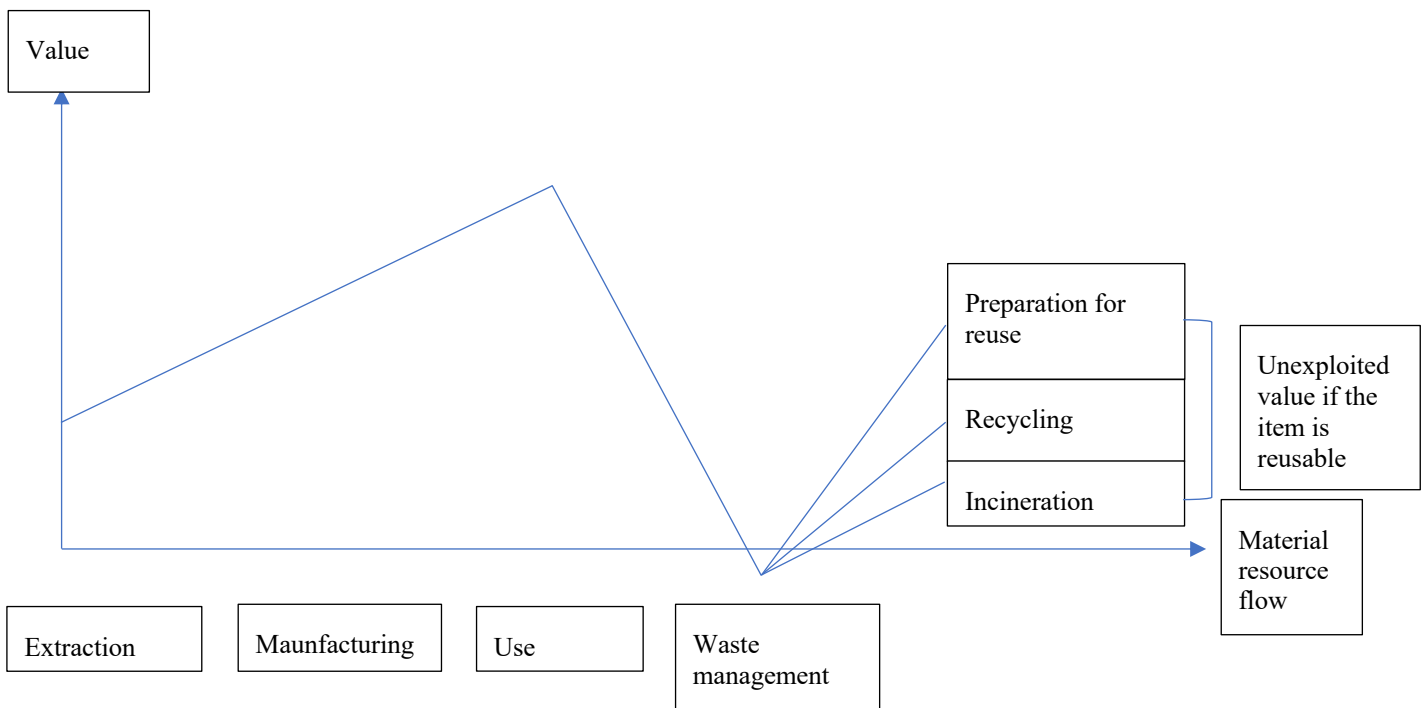 Value
Preparation for
reuse
Recycling
Incineration
Unexploited
value if the
item is
reusable
Material
resource
flow
Extraction
Maunfacturing
Use
Waste
management